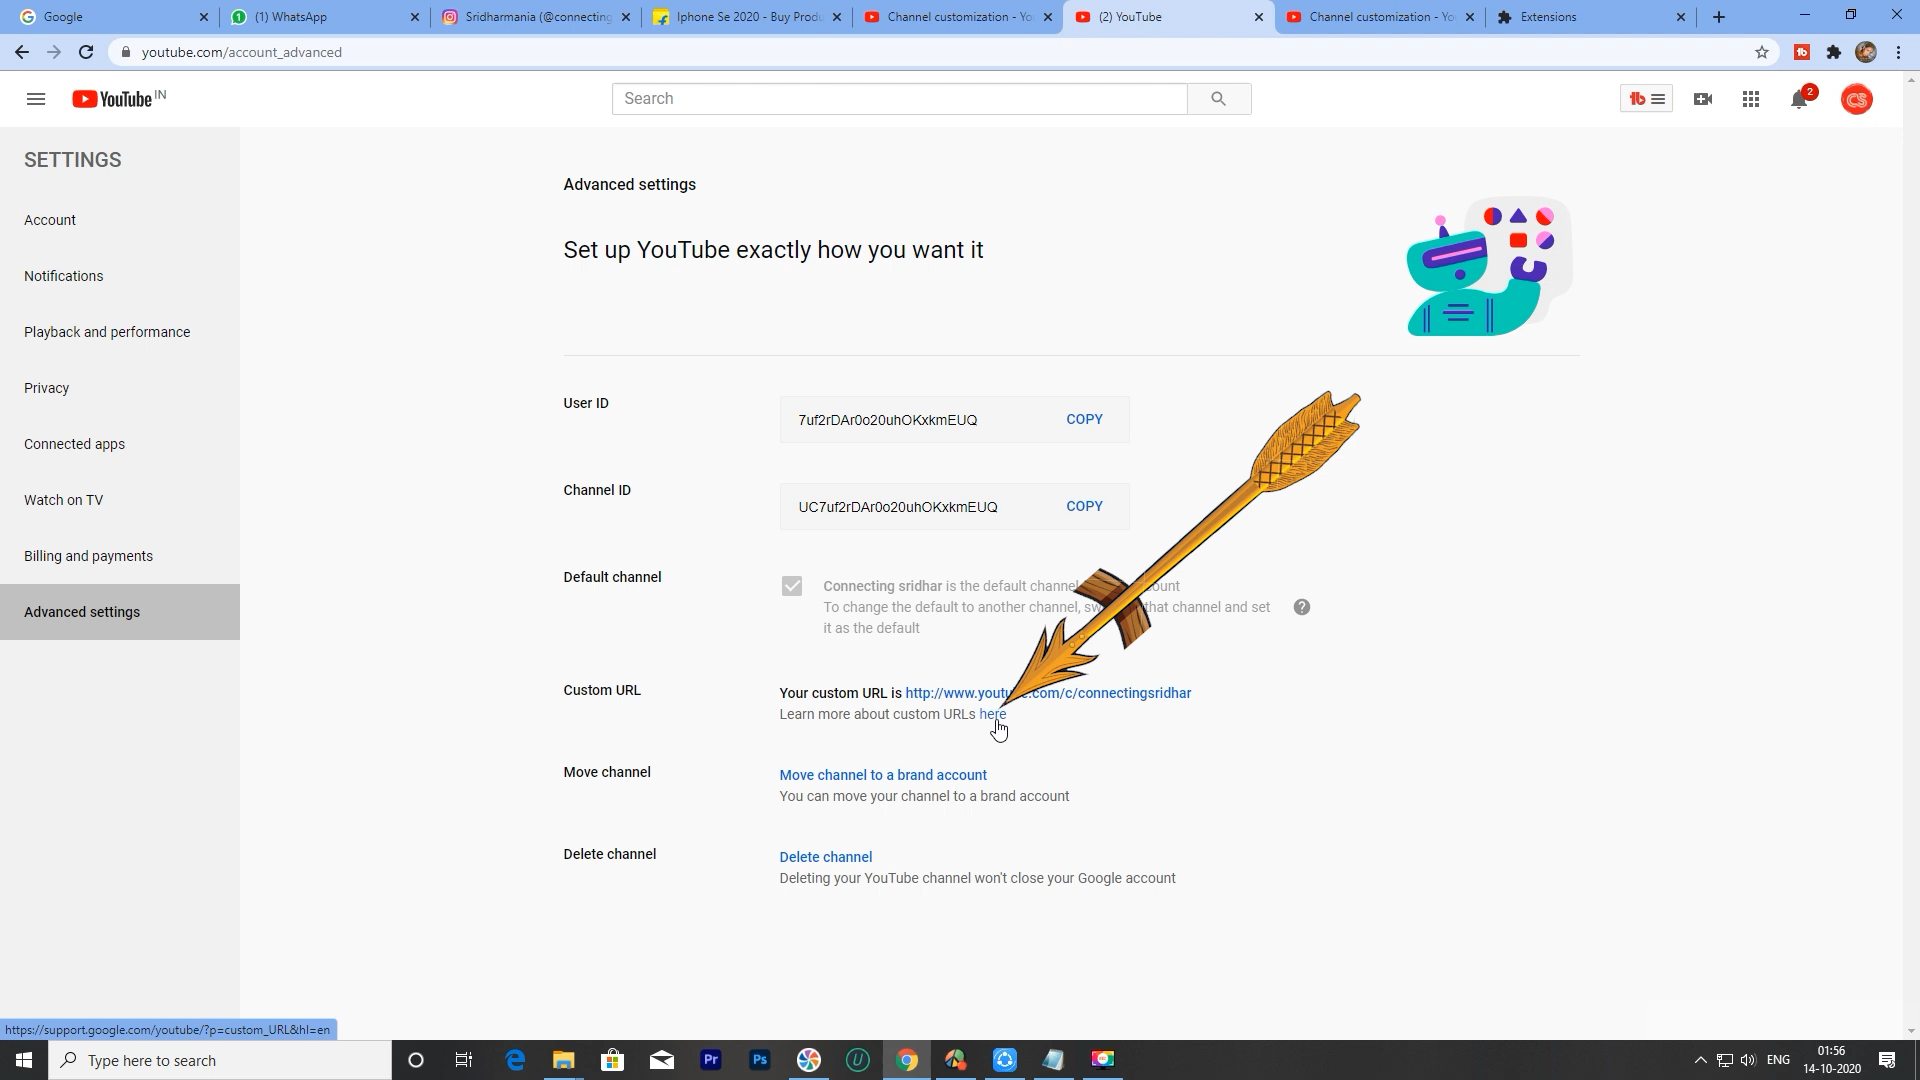 Google
(1) WhatsApp
Sridharmania (@connecting
Iphone Se 2020 - Buy Produ
Channel customization - Yo
(2) YouTube
Channel customization - Yo
Extensions
youtube.com/account_advanced
YouTube IN
Search
2
CS
SETTINGS
Account
Notifications
Playback and performance
Privacy
Connected apps
Watch on TV
Billing and payments
Advanced settings
Advanced settings
Set up YouTube exactly how you want it
User ID
7uf2rDAr0o20uhOKxkmEUQ COPY
Channel ID
UC7uf2rDAr0o20uhOKxkmEUQ COPY
Default channel
Connecting sridhar is the default channel
To change the default to another channel, that channel and set
it as the default
Custom URL
Your custom URL is http://www.youtube.com/c/connectingsridhar
Learn more about custom URLs here
Move channel
Move channel to a brand account
You can move your channel to a brand account
Delete channel
Delete channel
Deleting your YouTube channel won't close your Google account
https://support.google.com/youtube/?p=custom_URL&hl=en
Type here to search
Pr
Ps
ENG
01:56
14-10-2020